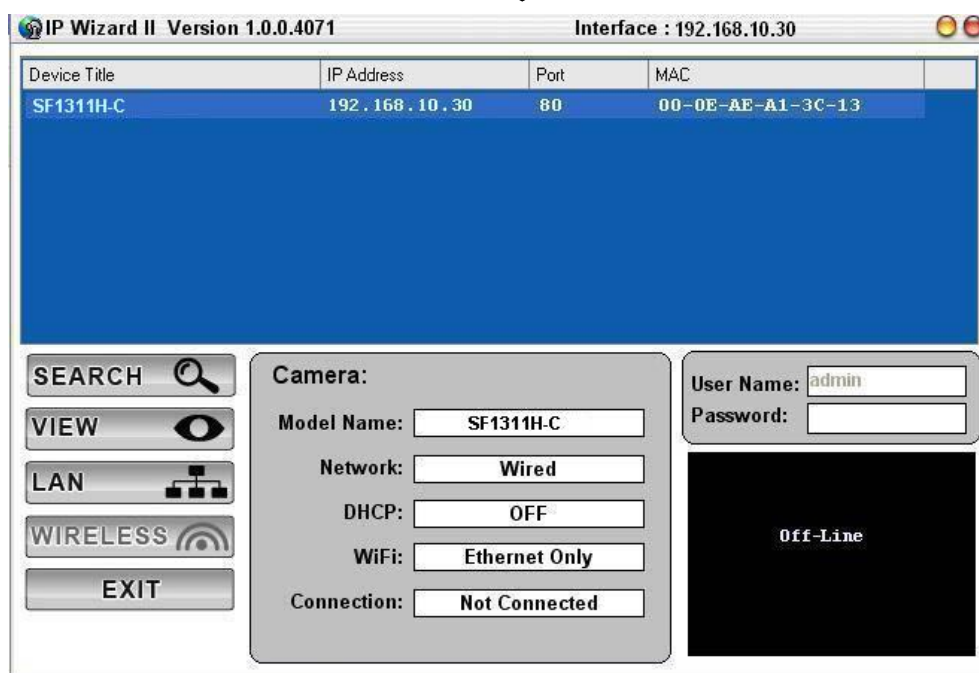 IP Wizard II Version 1.0.0.4071 Interface : 192.168.10.30
Device Title IP Address Port MAC
SF1311H-C 192.168.10.30 80 00-0E-AE-A1-3C-13
SEARCH
VIEW
LAN
WIRELESS
EXIT
Camera:
Model Name: SF1311H-C
Network: Wired
DHCP: OFF
WiFi: Ethernet Only
Connection: Not Connected
User Name: admin
Password:
Off-Line